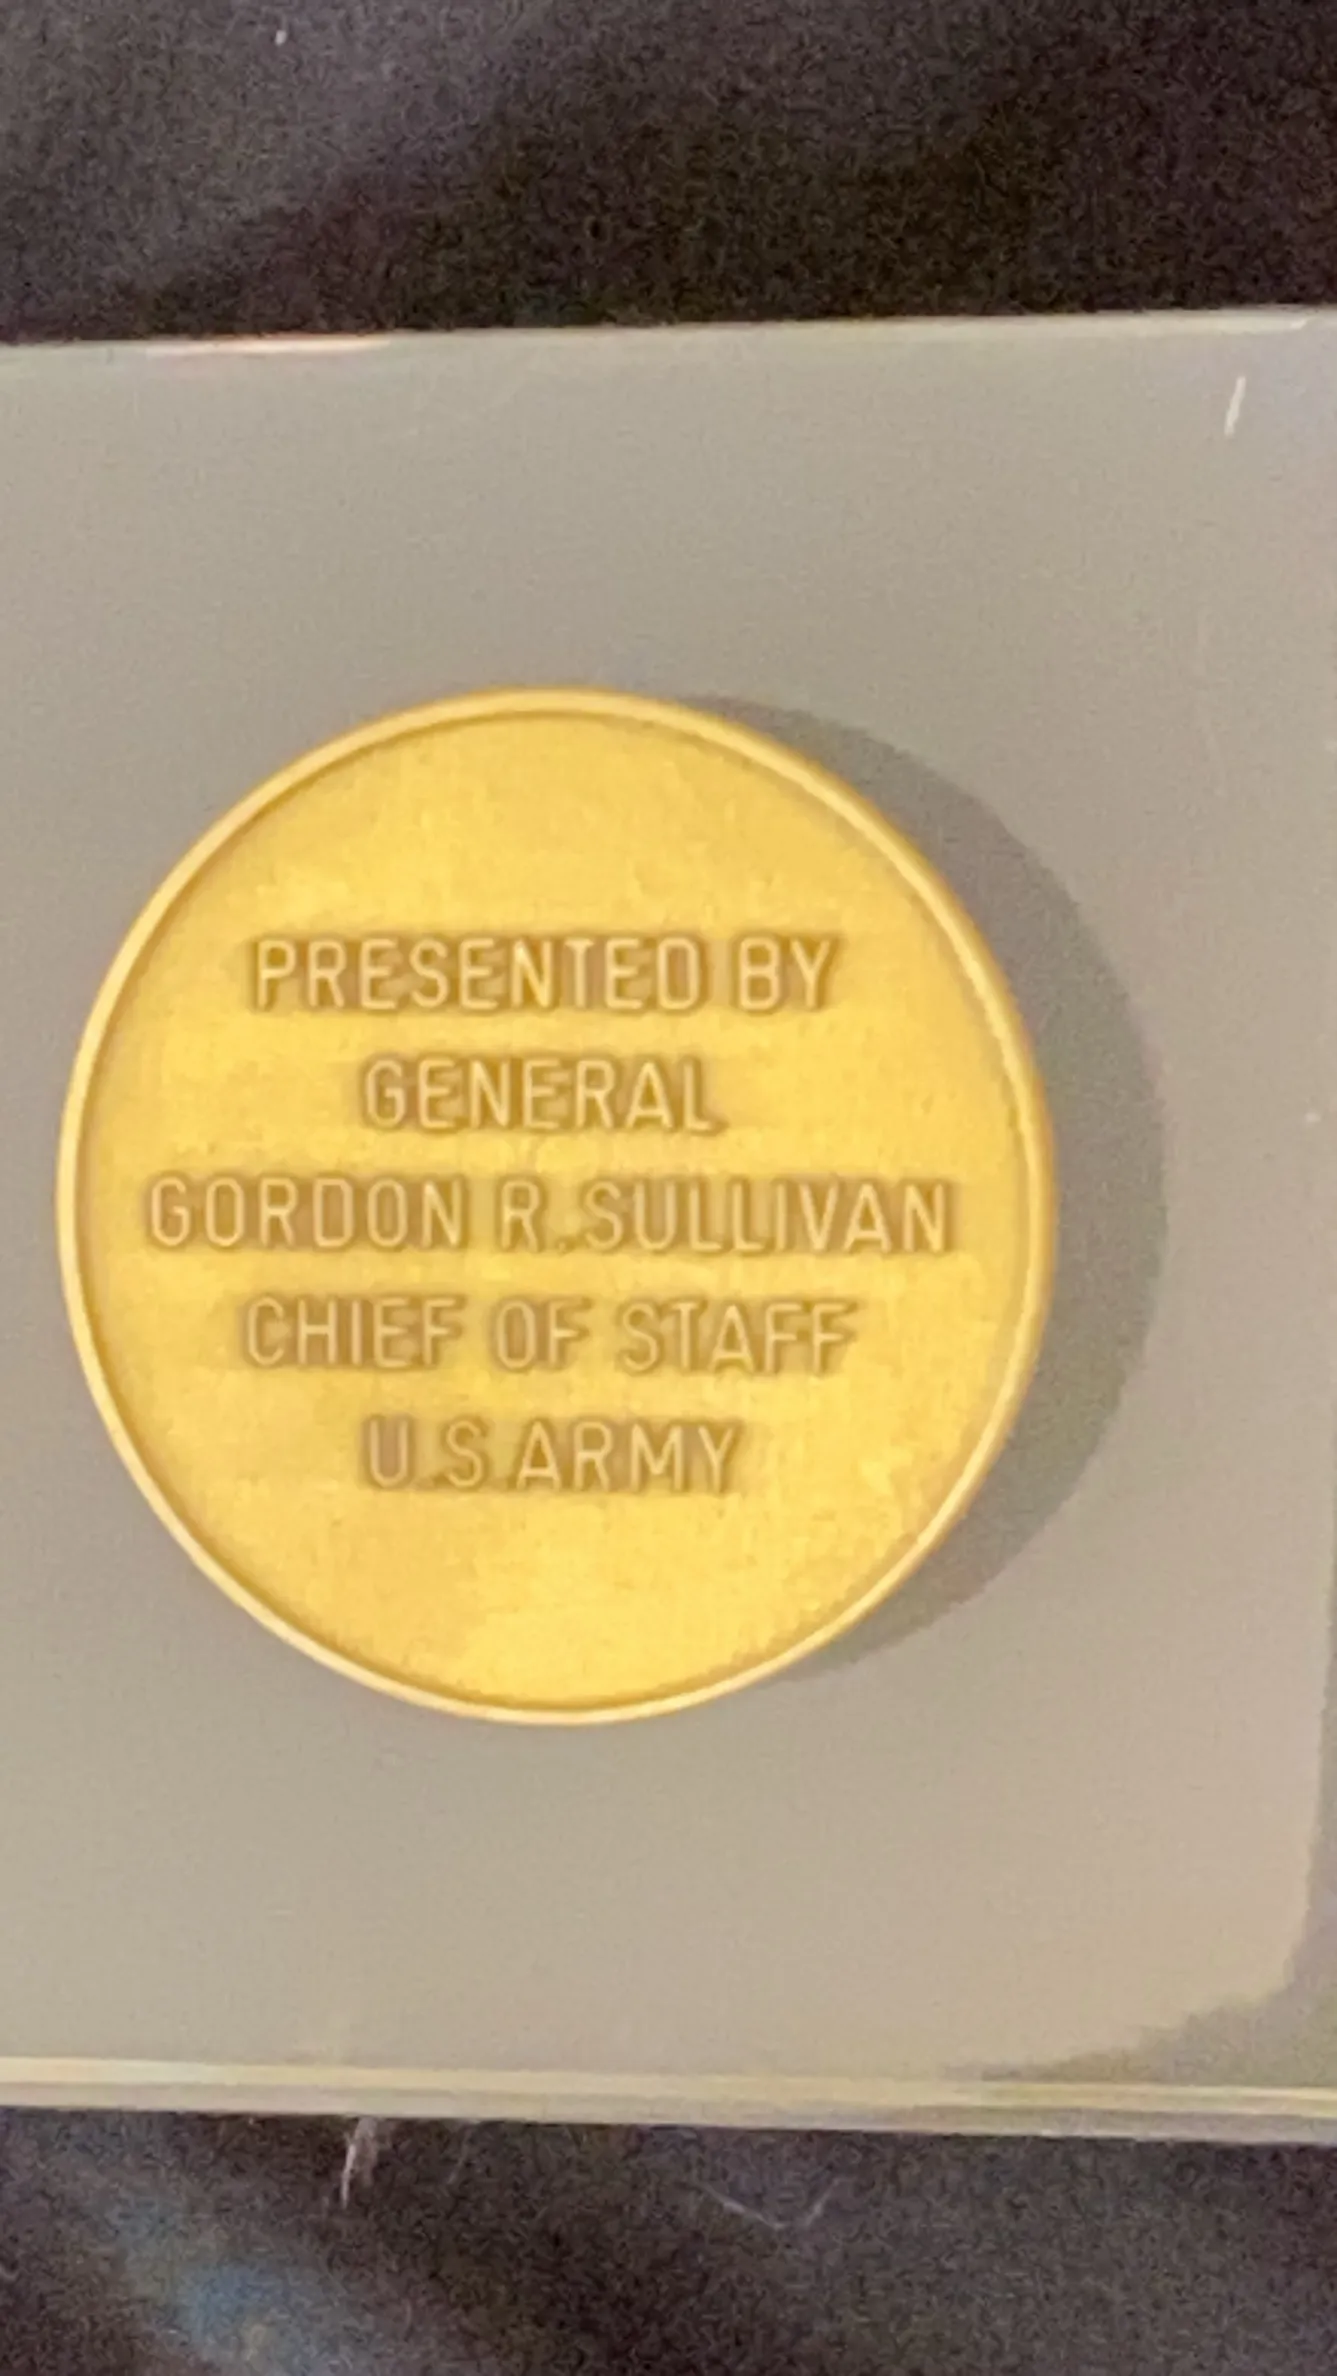 PRESENTED BY
GENERAL
GORDON R. SULLIVAN
CHIEF OF STAFF
U.S. ARMY